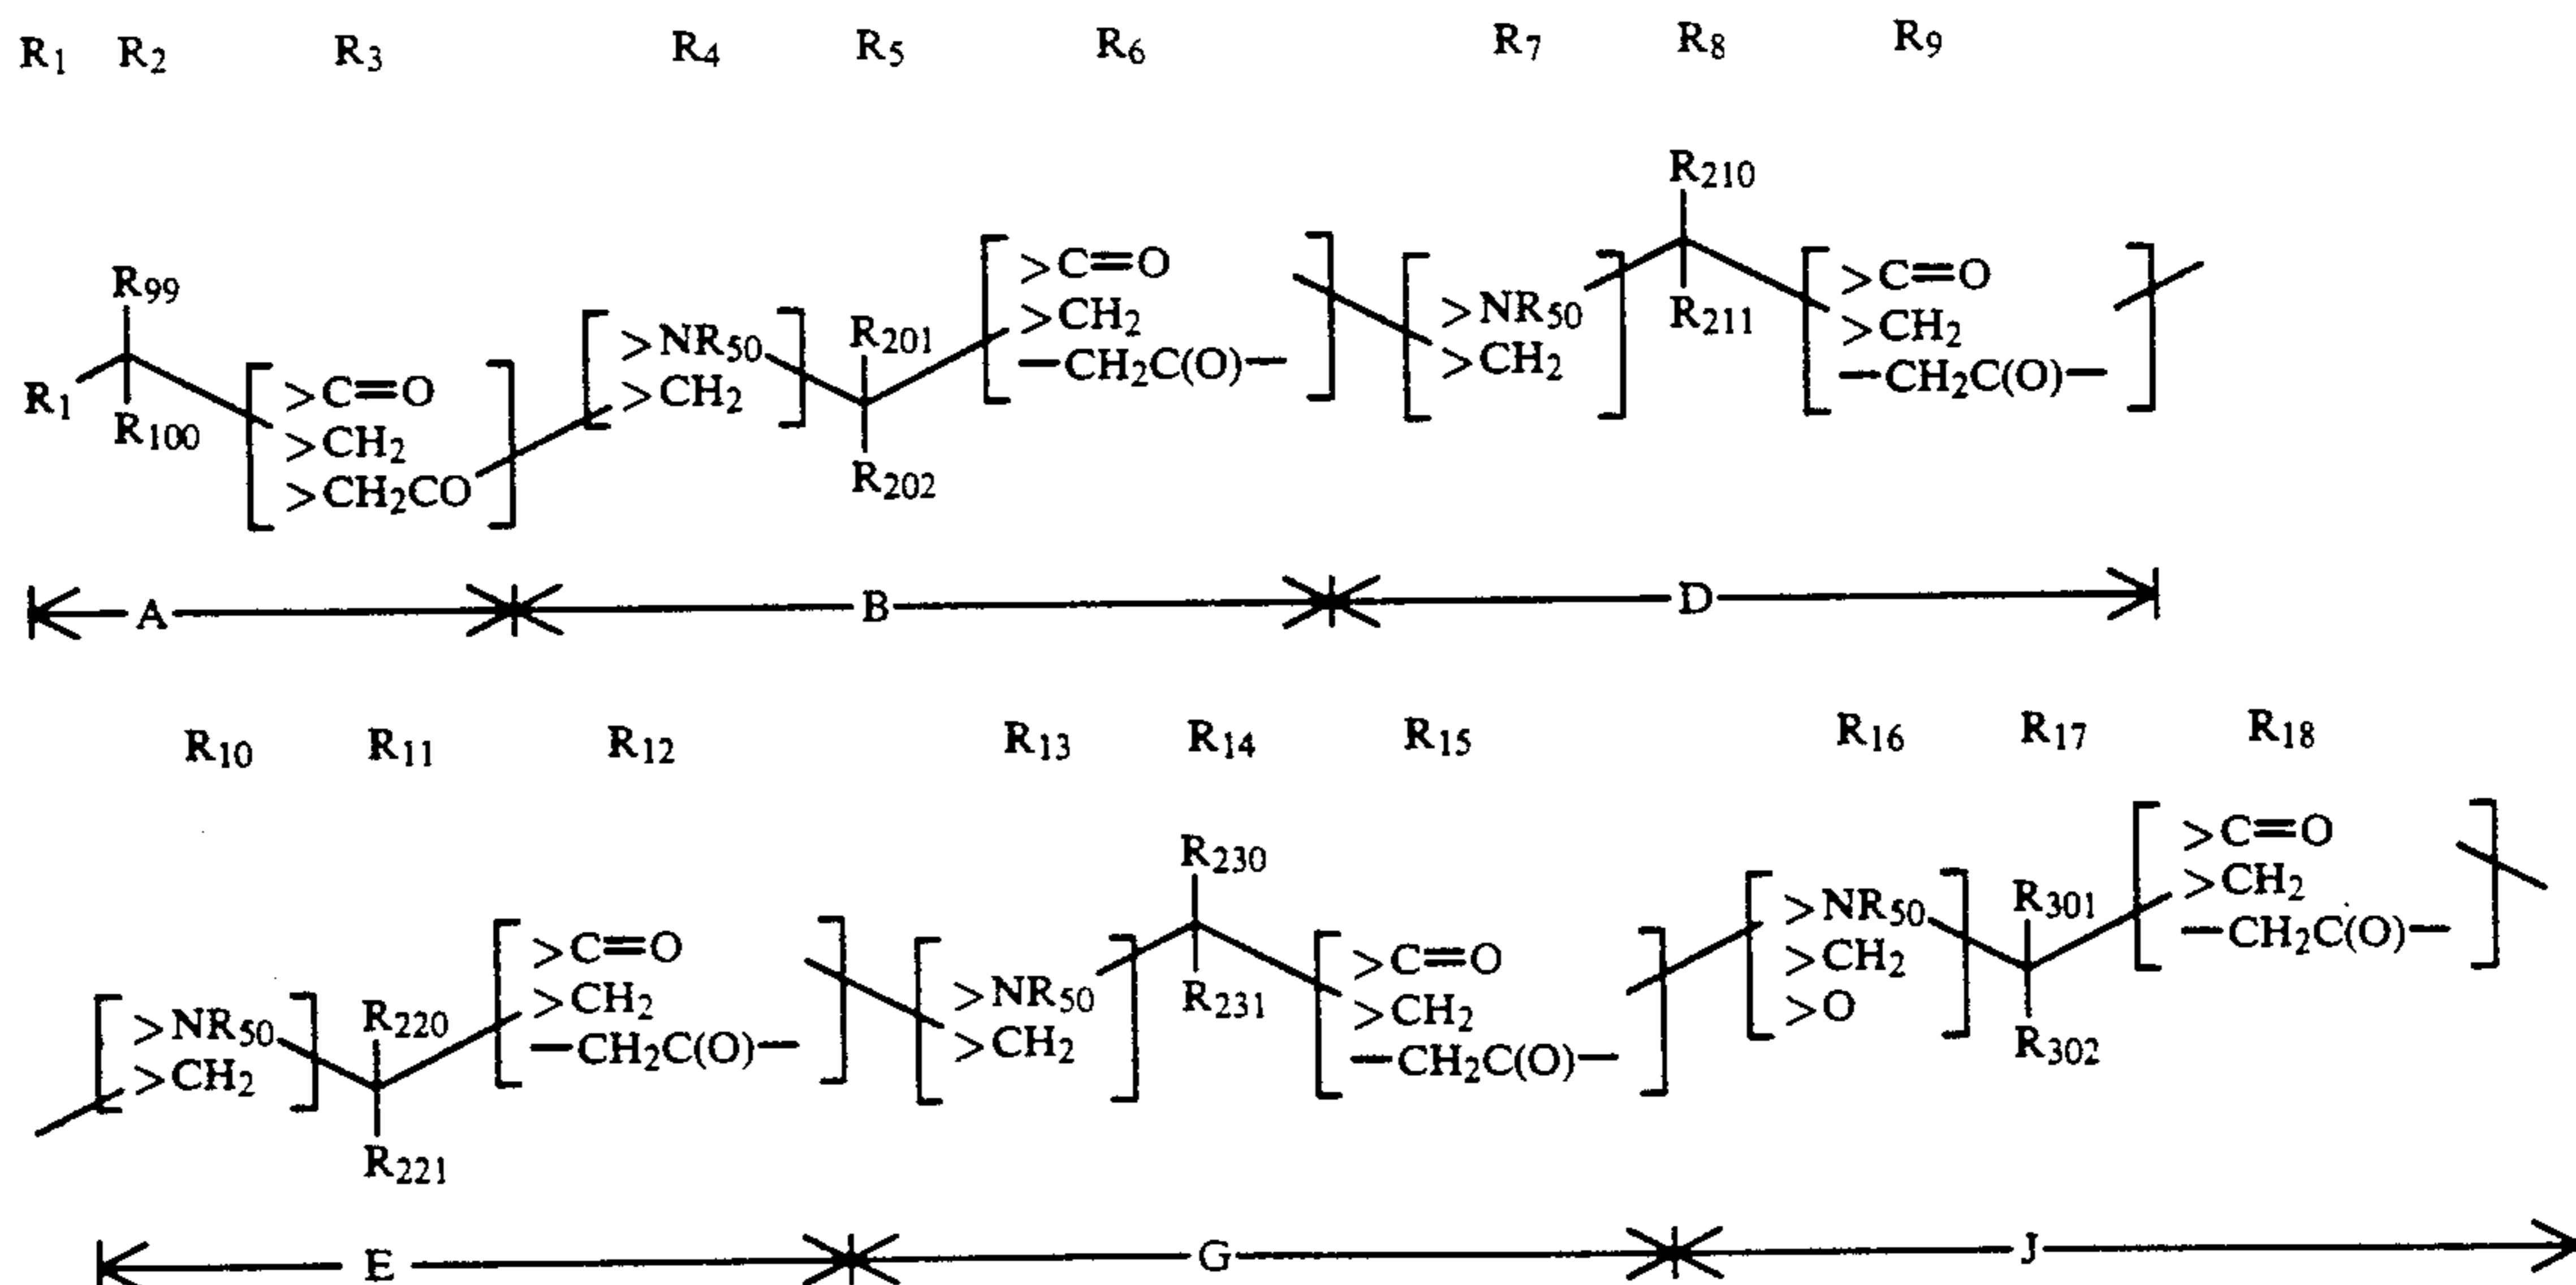 R1 R2 R3 R4 R5 R6 R7 R8 R9
R210
R99
>C=O
>C=O
R201
>NR50
>CH2
>NR50
>CH2
R211
>CH2
—CH2C(O)—
>CH2
—CH2C(O)—
R1
>C=O
>CH2
R100
>CH2
>CH2CO
R202
A B D
R10 R11 R12 R13 R14 R15 R16 R17 R18
R230
>C=O
>NR50
R301
>CH2
>C=O
>C=O
>CH2
—CH2C(O)—
>NR50
R220
>CH2
>NR50
R231
>CH2
>O
>CH2
—CH2C(O)—
>CH2
—CH2C(O)—
R302
R221
E G J